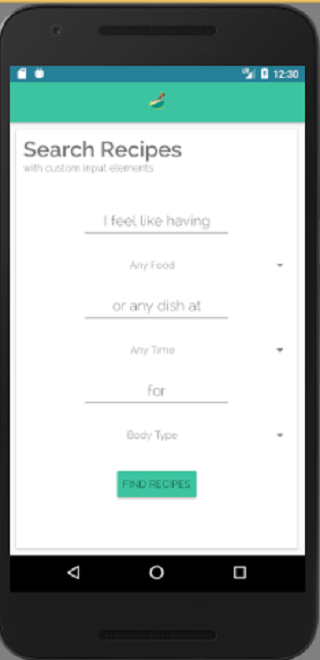 12:30
Search Recipes
with custom input elements
I feel like having
Any Food
or any dish at
Any Time
for
Body Type
FIND RECIPES